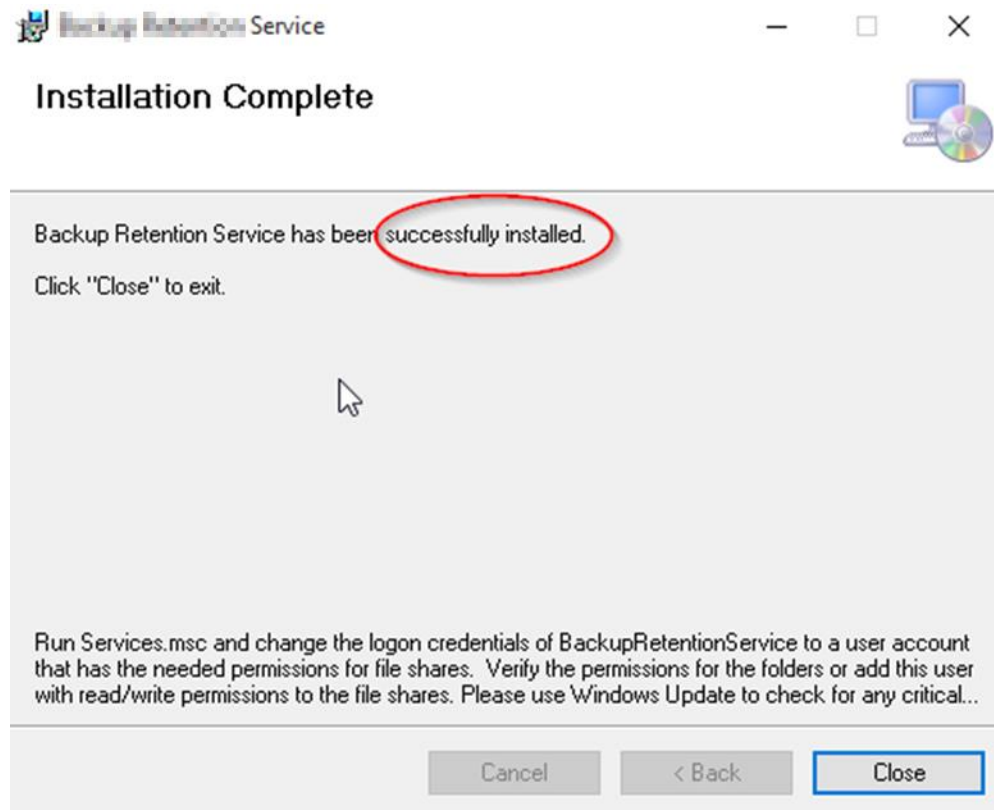 Service
Installation Complete
Backup Retention Service has been successfully installed.
Click "Close" to exit.
Run Services.msc and change the logon credentials of BackupRetentionService to a user account
that has the needed permissions for file shares.  Verify the permissions for the folders or add this user
with read/write permissions to the file shares. Please use Windows Update to check for any critical...
Cancel
< Back
Close